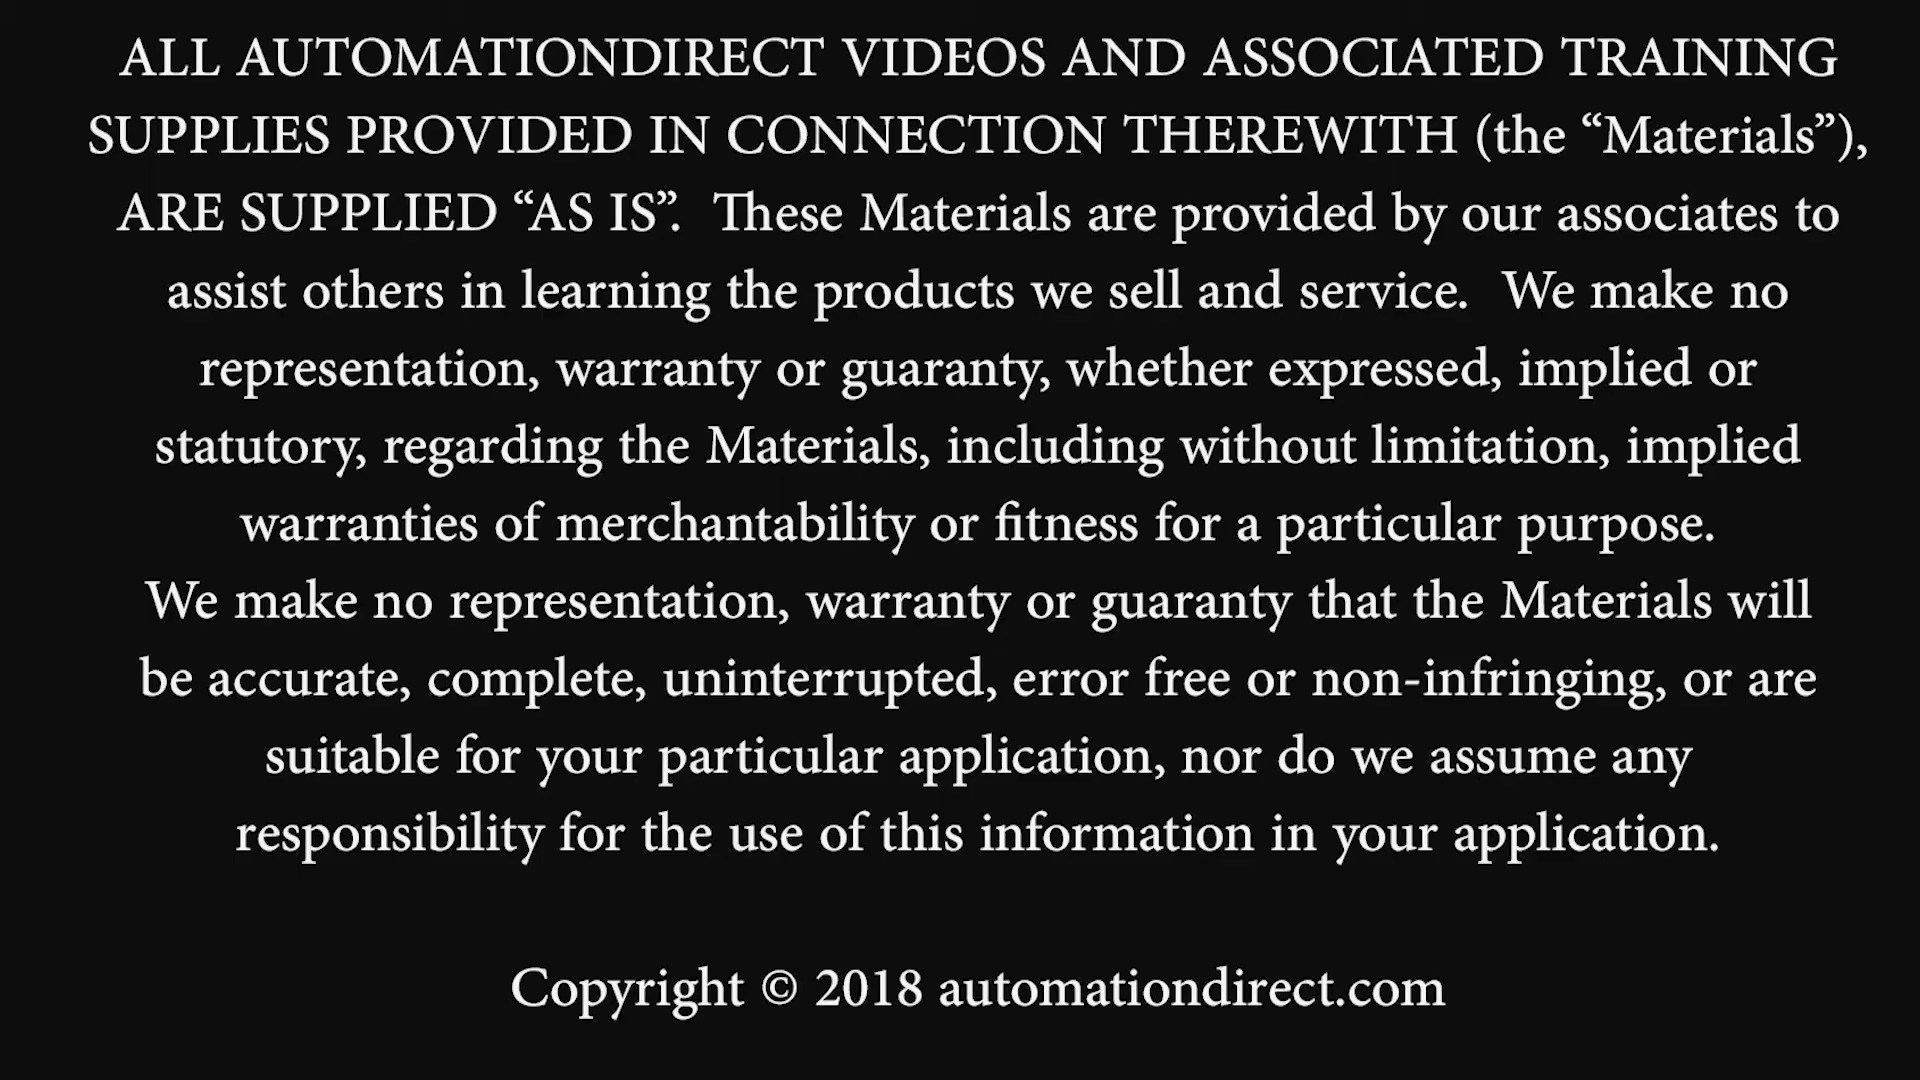 ALL AUTOMATIONDIRECT VIDEOS AND ASSOCIATED TRAINING
SUPPLIES PROVIDED IN CONNECTION THEREWITH (the “Materials”),
ARE SUPPLIED “AS IS”.  These Materials are provided by our associates to
assist others in learning the products we sell and service.  We make no
representation, warranty or guaranty, whether expressed, implied or
statutory, regarding the Materials, including without limitation, implied
warranties of merchantability or fitness for a particular purpose.
We make no representation, warranty or guaranty that the Materials will
be accurate, complete, uninterrupted, error free or non-infringing, or are
suitable for your particular application, nor do we assume any
responsibility for the use of this information in your application.
Copyright © 2018 automationdirect.com